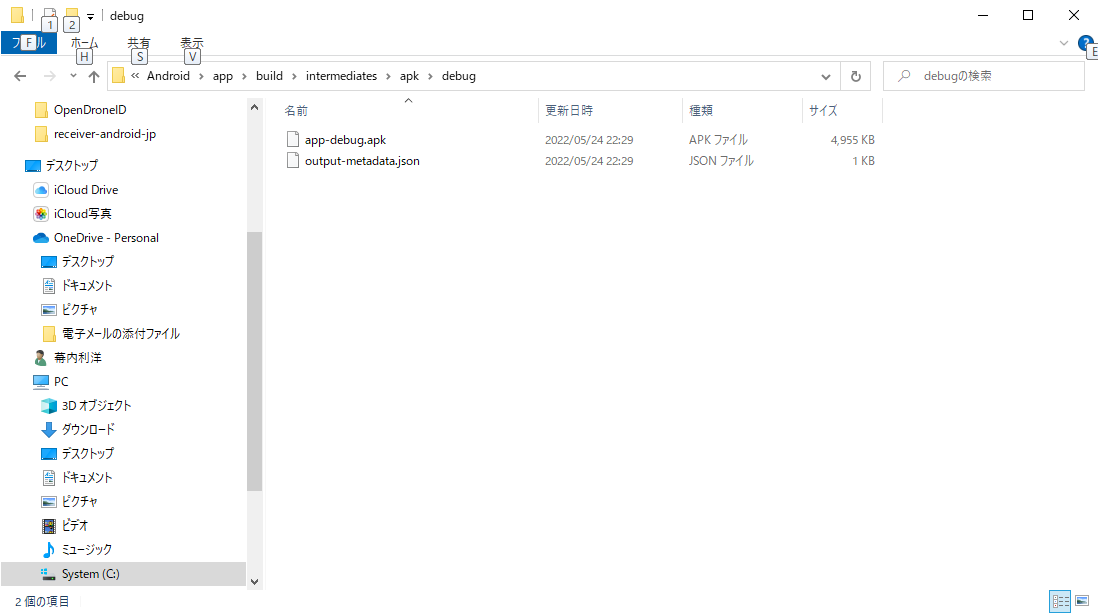 debug
1 2
F ファイル ホーム 共有 表示
H S V E
« Android › app › build › intermediates › apk › debug
debugの検索
OpenDroneID
receiver-android-jp
デスクトップ
iCloud Drive
iCloud写真
OneDrive - Personal
デスクトップ
ドキュメント
ピクチャ
電子メールの添付ファイル
幕内利洋
PC
3D オブジェクト
ダウンロード
デスクトップ
ドキュメント
ピクチャ
ビデオ
ミュージック
System (C:)
名前 更新日時 種類 サイズ
app-debug.apk 2022/05/24 22:29 APK ファイル 4,955 KB
output-metadata.json 2022/05/24 22:29 JSON ファイル 1 KB
2 個の項目